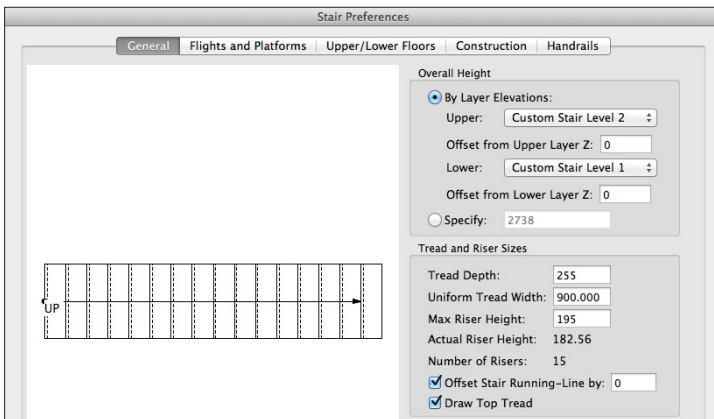 Stair Preferences
General Flights and Platforms Upper/Lower Floors Construction Handrails
Overall Height
By Layer Elevations:
Upper: Custom Stair Level 2
Offset from Upper Layer Z: 0
Lower: Custom Stair Level 1
Offset from Lower Layer Z: 0
Specify: 2738
UP
Tread and Riser Sizes
Tread Depth: 255
Uniform Tread Width: 900.000
Max Riser Height: 195
Actual Riser Height: 182.56
Number of Risers: 15
Offset Stair Running-Line by: 0
Draw Top Tread